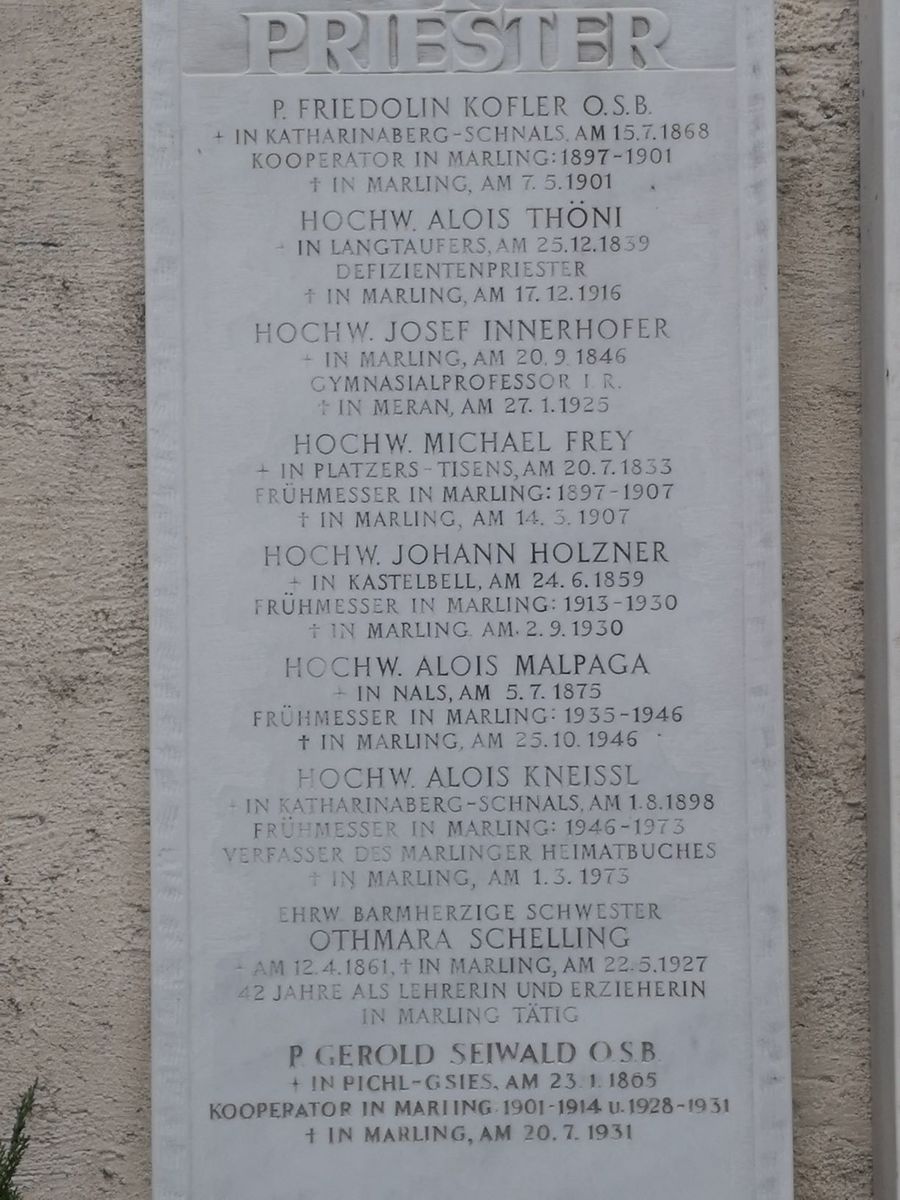 PRIESTER
P. FRIEDOLIN KOFLER O.S.B.
+ IN KATHARINABERG-SCHNALS, AM 15.7.1868
KOOPERATOR IN MARLING: 1897-1901
† IN MARLING, AM 7.5.1901
HOCHW. ALOIS THÖNI
+ IN LANGTAUFERS, AM 25.12.1839
DEFIZIENTENPRIESTER
† IN MARLING, AM 17.12.1916
HOCHW. JOSEF INNERHOFER
+ IN MARLING, AM 20.9.1846
GYMNASIALPROFESSOR I. R.
† IN MERAN, AM 27.1.1925
HOCHW. MICHAEL FREY
+ IN PLATZERS-TISENS, AM 20.7.1833
FRÜHMESSER IN MARLING: 1897-1907
† IN MARLING, AM 14.3.1907
HOCHW. JOHANN HOLZNER
+ IN KASTELBELL, AM 24.6.1859
FRÜHMESSER IN MARLING: 1913-1930
† IN MARLING AM. 2.9.1930
HOCHW. ALOIS MALPAGA
+ IN NALS, AM 5.7.1875
FRÜHMESSER IN MARLING: 1935-1946
† IN MARLING, AM 25.10.1946
HOCHW. ALOIS KNEISSL
+ IN KATHARINABERG-SCHNALS, AM 1.8.1898
FRÜHMESSER IN MARLING: 1946-1973
VERFASSER DES MARLINGER HEIMATBUCHES
† IN MARLING, AM 1.3.1973
EHRW. BARMHERZIGE SCHWESTER
OTHMARA SCHELLING
+ AM 12.4.1861, † IN MARLING, AM 22.5.1927
42 JAHRE ALS LEHRERIN UND ERZIEHERIN
IN MARLING TÄTIG
P. GEROLD SEIWALD O.S.B.
+ IN PICHL-GSIES, AM 23.1.1865
KOOPERATOR IN MARLING 1901-1914 u. 1928-1931
† IN MARLING, AM 20.7.1931